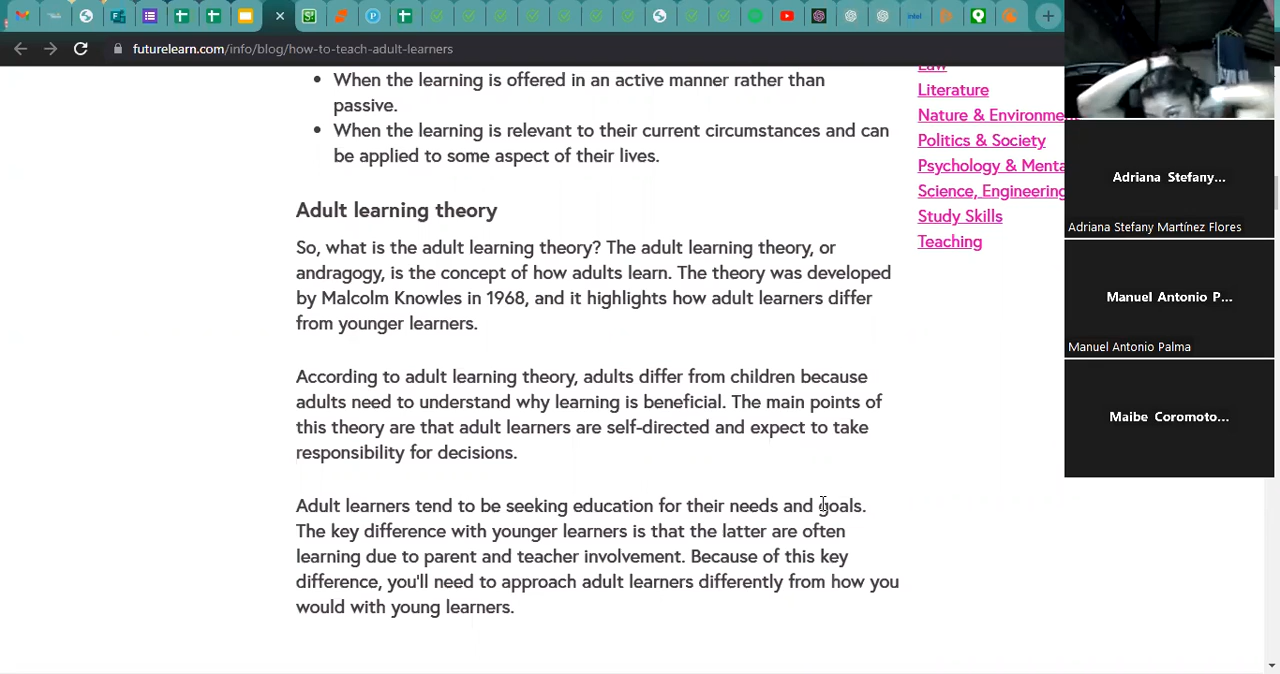 futurelearn.com/info/blog/how-to-teach-adult-learners
When the learning is offered in an active manner rather than
passive.
When the learning is relevant to their current circumstances and can
be applied to some aspect of their lives.
Adult learning theory
So, what is the adult learning theory? The adult learning theory, or
andragogy, is the concept of how adults learn. The theory was developed
by Malcolm Knowles in 1968, and it highlights how adult learners differ
from younger learners.
According to adult learning theory, adults differ from children because
adults need to understand why learning is beneficial. The main points of
this theory are that adult learners are self-directed and expect to take
responsibility for decisions.
Adult learners tend to be seeking education for their needs and goals.
The key difference with younger learners is that the latter are often
learning due to parent and teacher involvement. Because of this key
difference, you'll need to approach adult learners differently from how you
would with young learners.
Law
Literature
Nature & Environme
Politics & Society
Psychology & Menta
Science, Engineering
Study Skills
Teaching
Adriana Stefany...
Adriana Stefany Martínez Flores
Manuel Antonio P...
Manuel Antonio Palma
Maibe Coromoto...